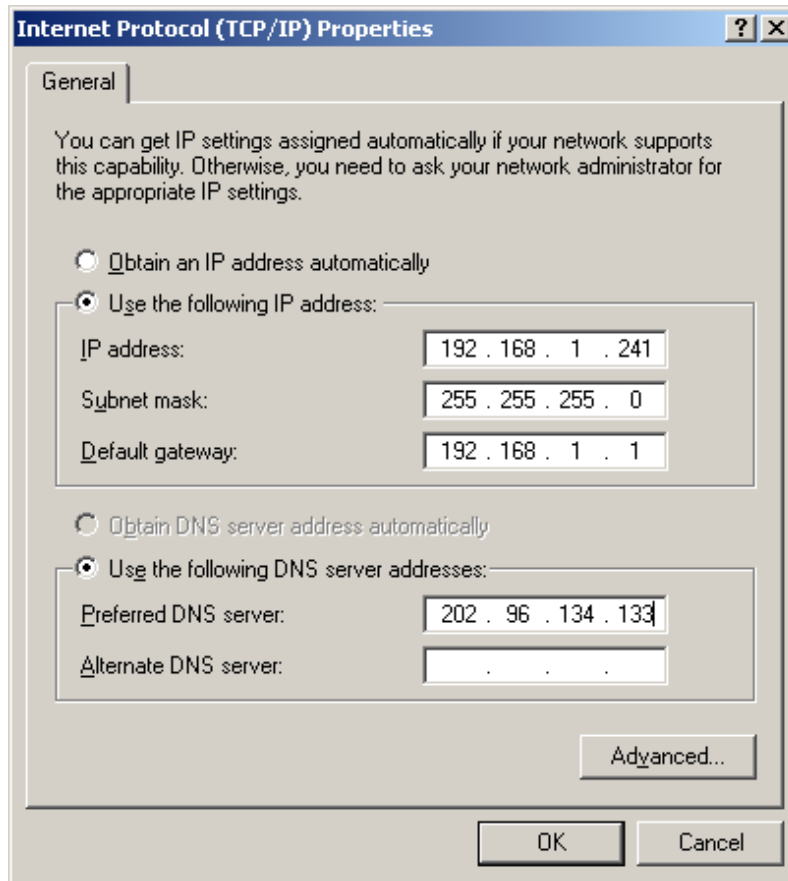 Internet Protocol (TCP/IP) Properties
General
You can get IP settings assigned automatically if your network supports
this capability. Otherwise, you need to ask your network administrator for
the appropriate IP settings.
Obtain an IP address automatically
Use the following IP address:
IP address: 192 . 168 . 1 . 241
Subnet mask: 255 . 255 . 255 . 0
Default gateway: 192 . 168 . 1 . 1
Obtain DNS server address automatically
Use the following DNS server addresses:
Preferred DNS server: 202 . 96 . 134 . 133
Alternate DNS server: . . .
Advanced...
OK Cancel